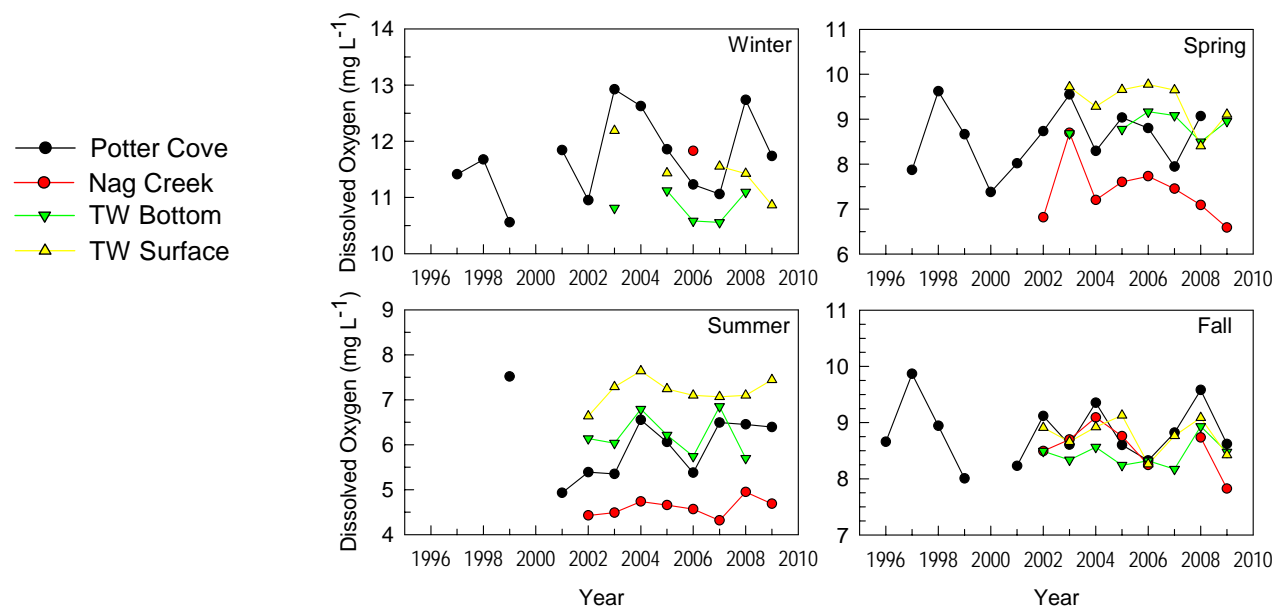 Potter Cove
Nag Creek
TW Bottom
TW Surface
Dissolved Oxygen (mg L⁻¹)
14
13
12
11
10
Winter
1996 1998 2000 2002 2004 2006 2008 2010
11
10
9
8
7
6
Spring
1996 1998 2000 2002 2004 2006 2008 2010
Dissolved Oxygen (mg L⁻¹)
9
8
7
6
5
4
Summer
1996 1998 2000 2002 2004 2006 2008 2010
Year
11
10
9
8
7
Fall
1996 1998 2000 2002 2004 2006 2008 2010
Year